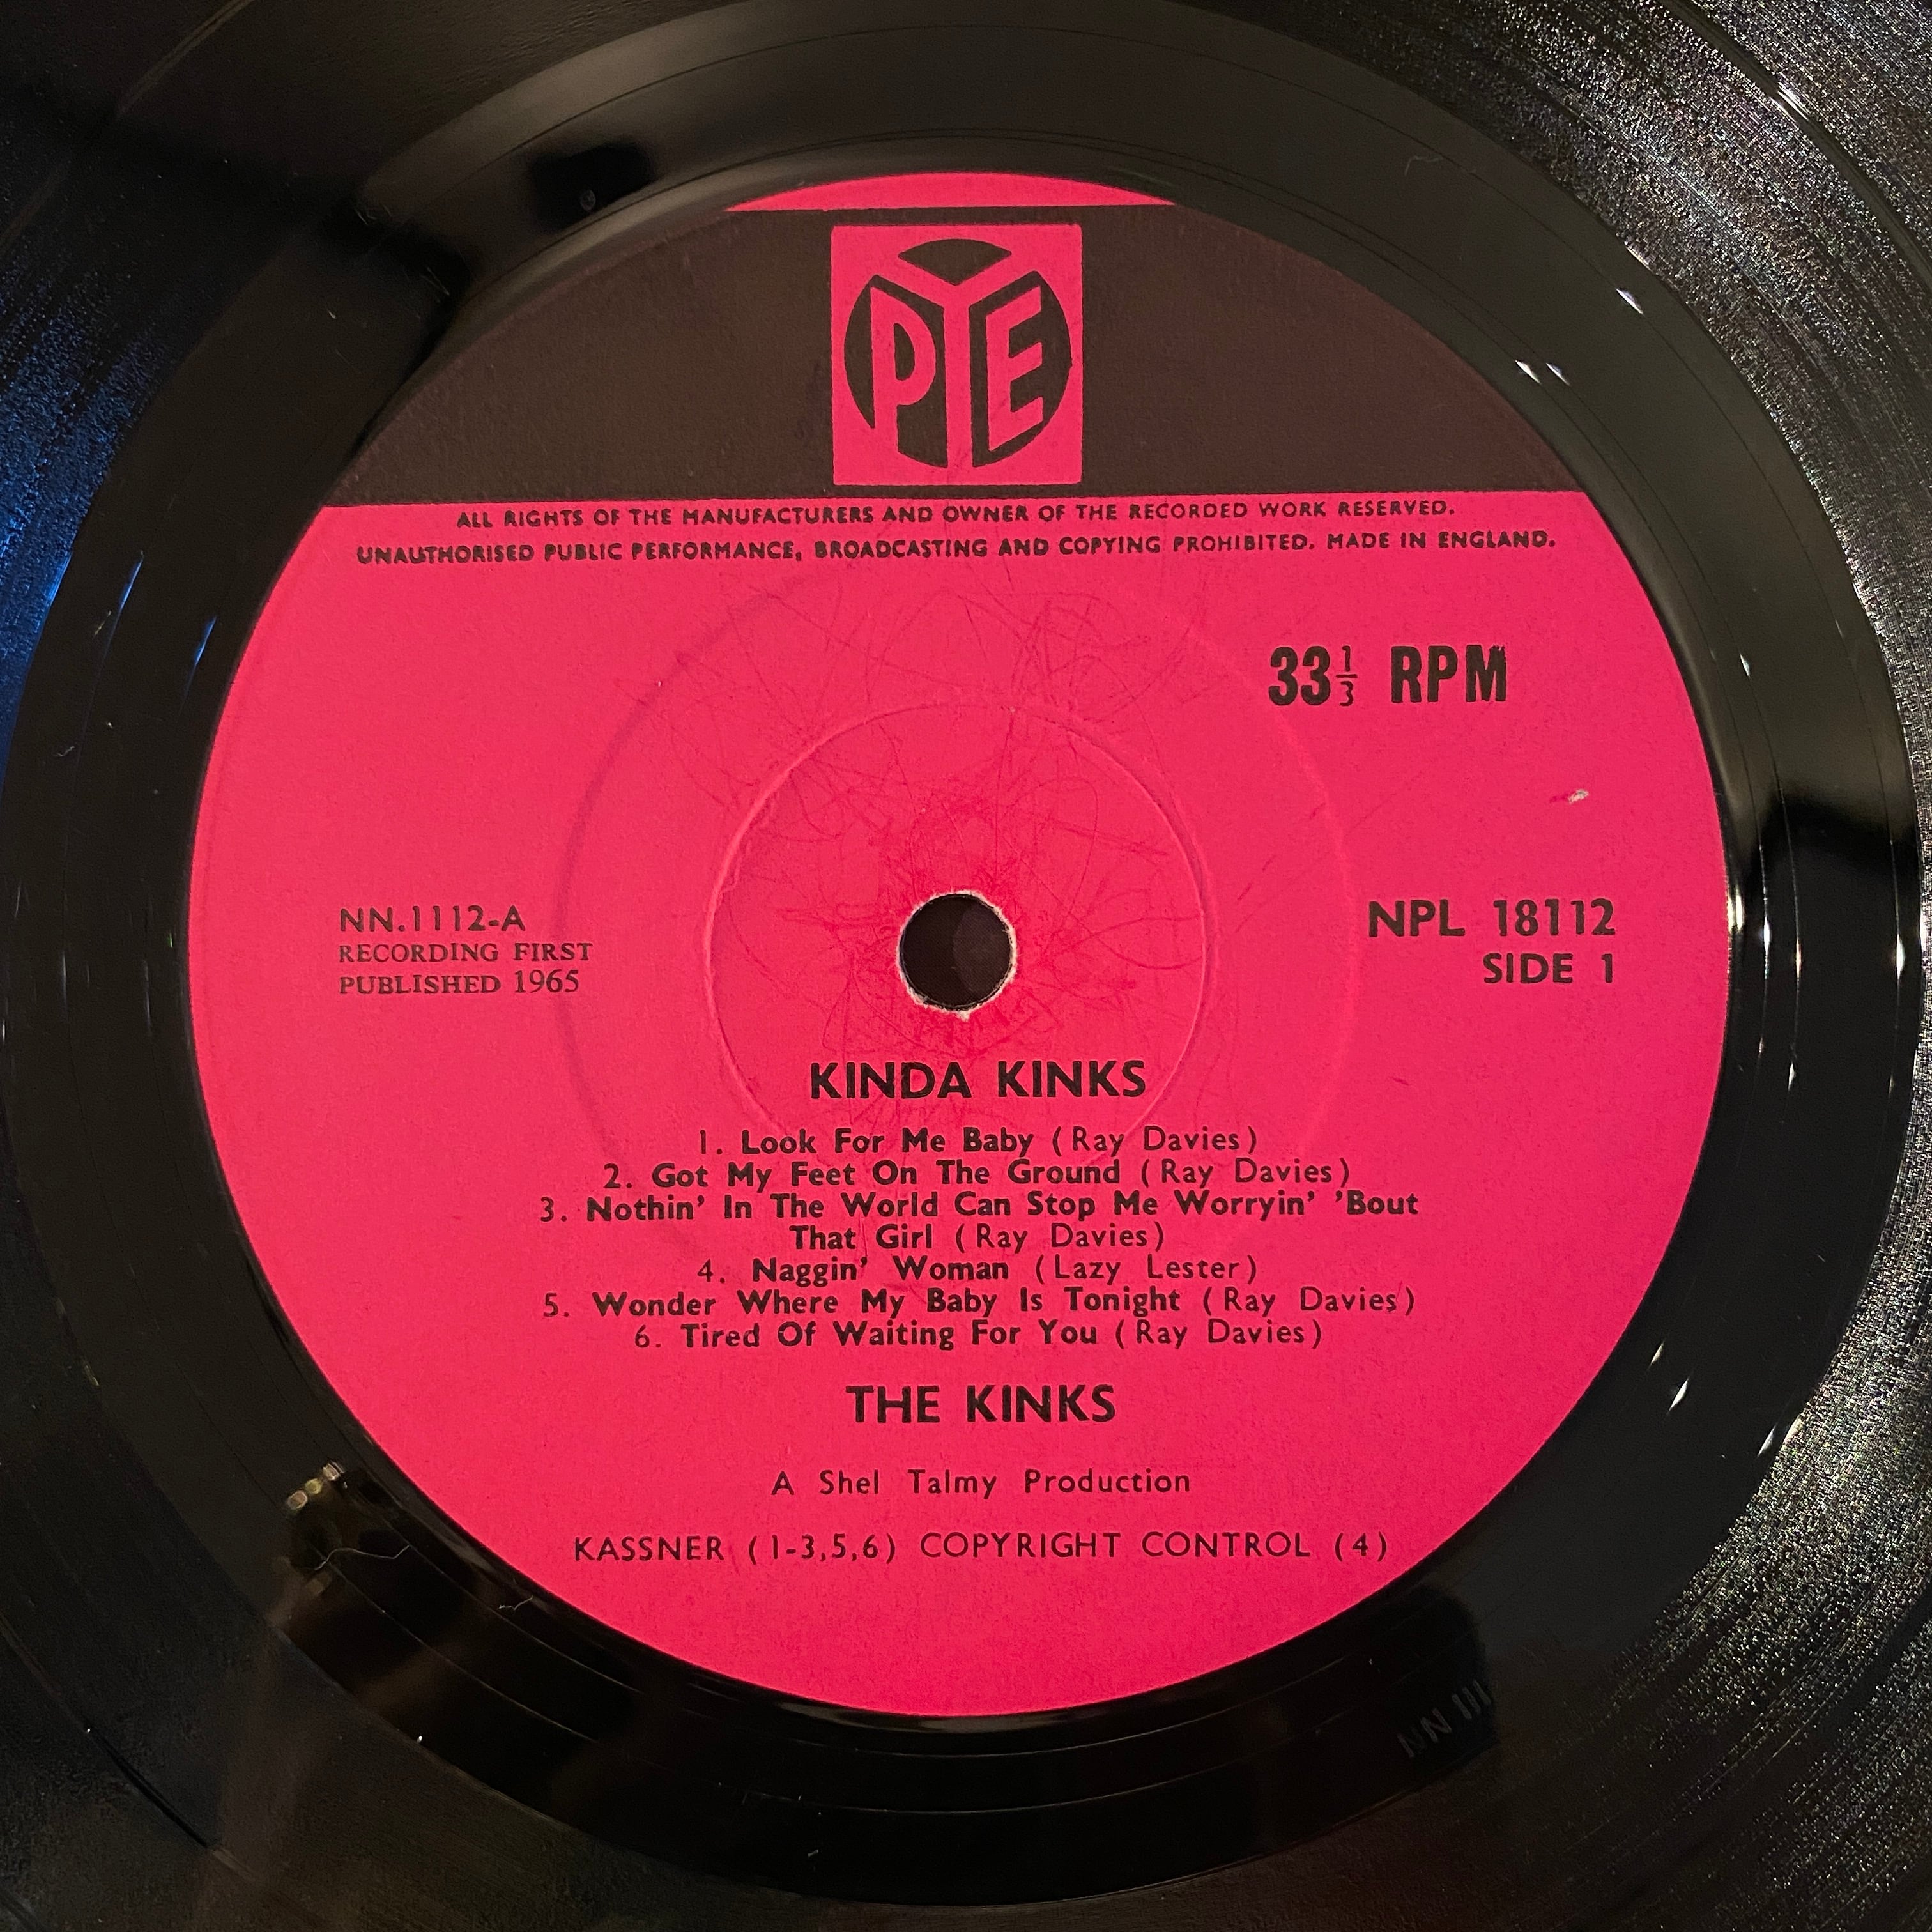 PYE
ALL RIGHTS OF THE MANUFACTURERS AND OWNER OF THE RECORDED WORK RESERVED.
UNAUTHORISED PUBLIC PERFORMANCE, BROADCASTING AND COPYING PROHIBITED. MADE IN ENGLAND.
33⅓ RPM
NN.1112-A
RECORDING FIRST
PUBLISHED 1965
NPL 18112
SIDE 1
KINDA KINKS
1. Look For Me Baby (Ray Davies)
2. Got My Feet On The Ground (Ray Davies)
3. Nothin' In The World Can Stop Me Worryin' 'Bout
That Girl (Ray Davies)
4. Naggin' Woman (Lazy Lester)
5. Wonder Where My Baby Is Tonight (Ray Davies)
6. Tired Of Waiting For You (Ray Davies)
THE KINKS
A Shel Talmy Production
KASSNER (1-3,5,6) COPYRIGHT CONTROL (4)